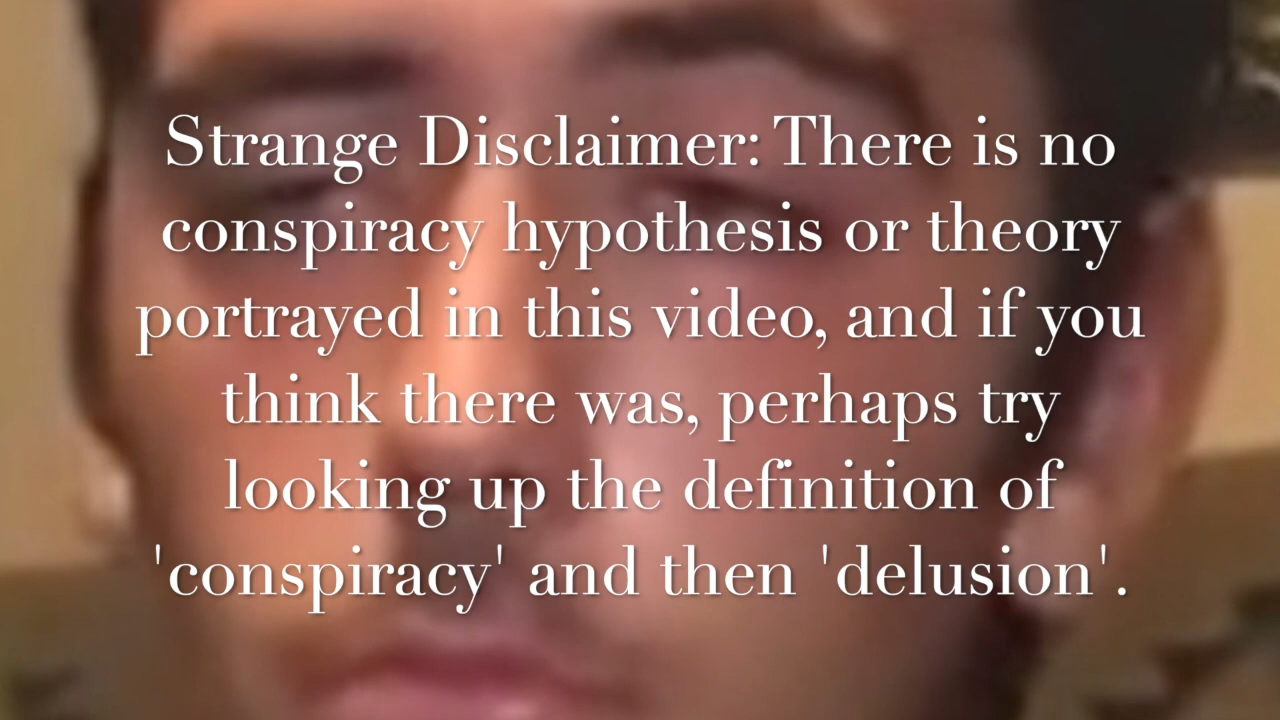 Strange Disclaimer: There is no
conspiracy hypothesis or theory
portrayed in this video, and if you
think there was, perhaps try
looking up the definition of
'conspiracy' and then 'delusion'.